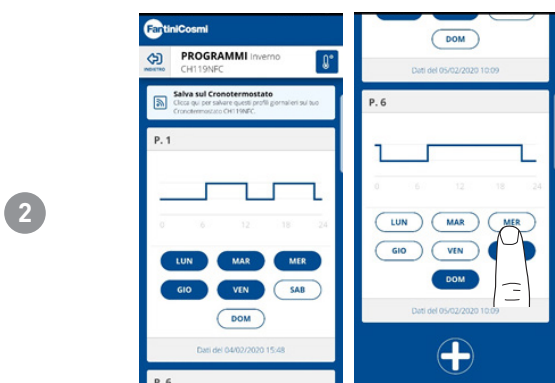 2
FantiniCosmi
INDIETRO
PROGRAMMI Inverno
CH119NFC
Salva sul Cronotermostato
Clicca qui per salvare questi profili giornalieri sul tuo
Cronotermostato CH119NFC.
P. 1
0 6 12 18 24
LUN MAR MER
GIO VEN SAB
DOM
Dati del 04/02/2020 15:48
P. 6
DOM
Dati del 05/02/2020 10:09
P. 6
0 6 12 18 24
LUN MAR MER
GIO VEN
DOM
Dati del 05/02/2020 10:09